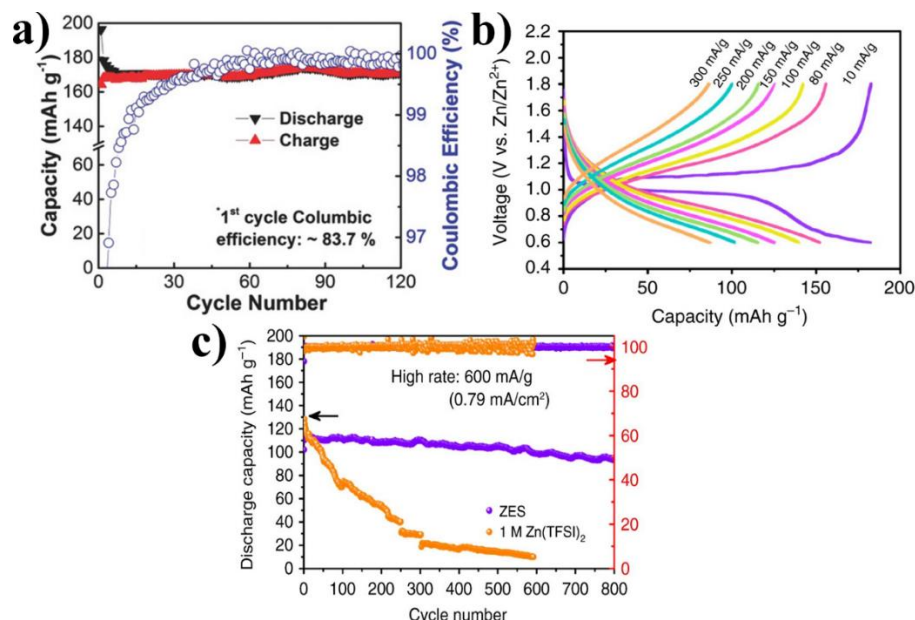 a)
200
180
160
40
20
0
Capacity (mAh g⁻¹)
0
30
60
90
120
Cycle Number
100
99
98
97
Coulombic Efficiency (%)
Discharge
Charge
*1st cycle Columbic
efficiency: ~ 83.7 %
b)
2.4
2.2
2.0
1.8
1.6
1.4
1.2
1.0
0.8
0.6
0.4
Voltage (V vs. Zn/Zn²⁺)
300 mA/g
250 mA/g
200 mA/g
150 mA/g
100 mA/g
80 mA/g
10 mA/g
0
50
100
150
200
Capacity (mAh g⁻¹)
c)
200
180
160
140
120
100
80
60
40
20
0
Discharge capacity (mAh g⁻¹)
High rate: 600 mA/g
(0.79 mA/cm²)
ZES
1 M Zn(TFSI)₂
100
80
60
40
20
0
0
100
200
300
400
500
600
700
800
Cycle number